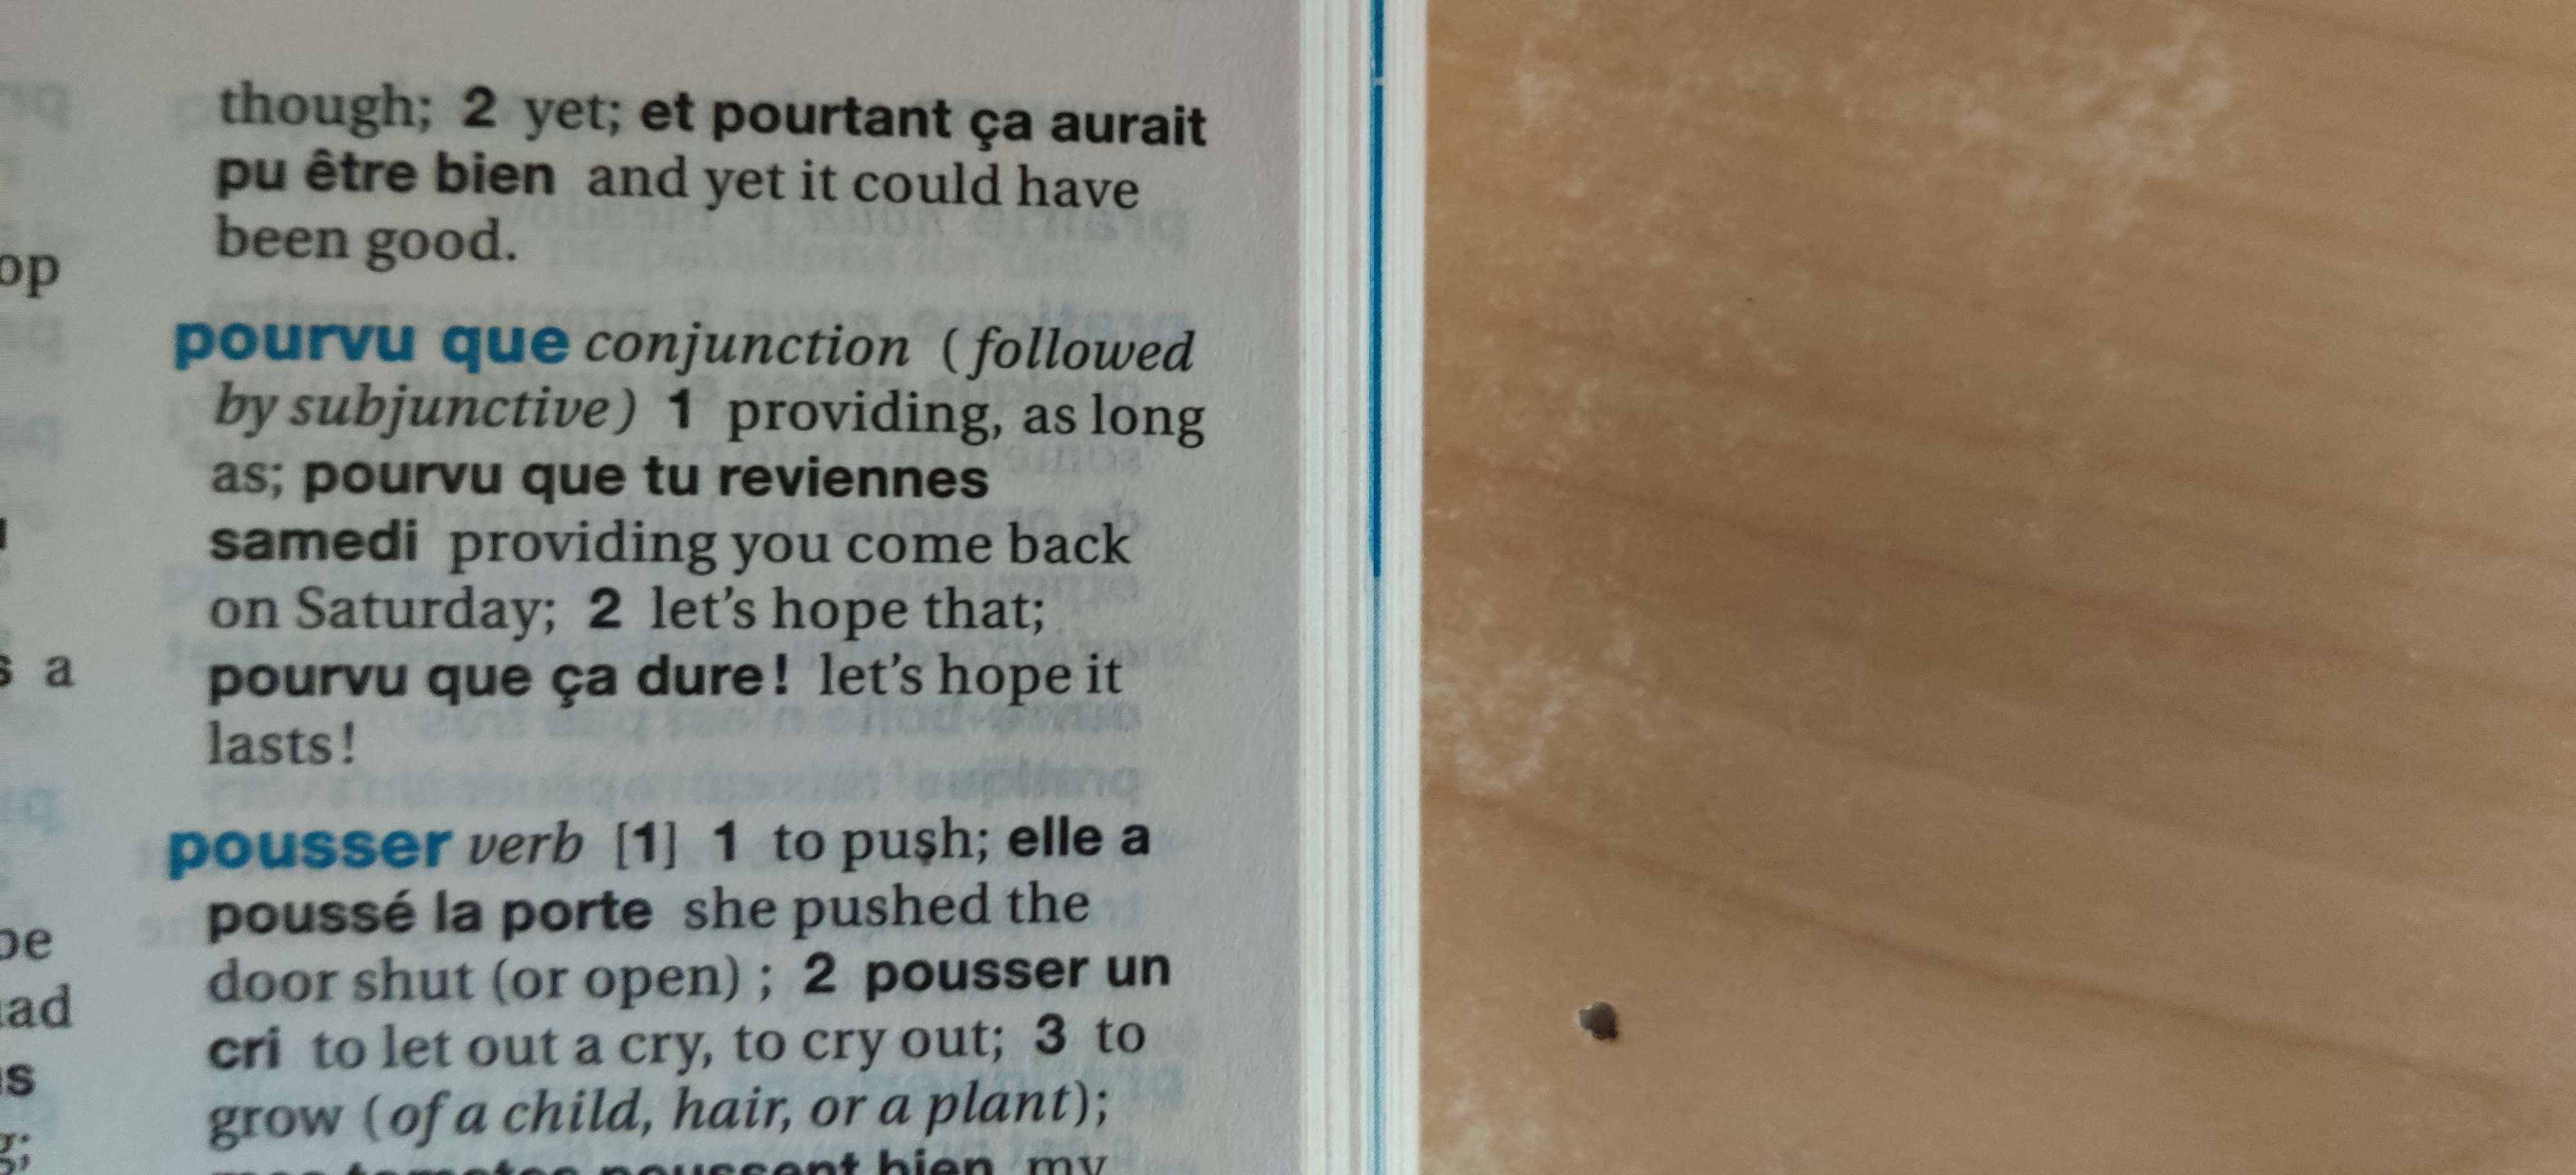 though; 2 yet; et pourtant ça aurait
pu être bien and yet it could have
been good.
pourvu que conjunction (followed
by subjunctive) 1 providing, as long
as; pourvu que tu reviennes
samedi providing you come back
on Saturday; 2 let's hope that;
pourvu que ça dure! let's hope it
lasts!
pousser verb [1] 1 to push; elle a
poussé la porte she pushed the
door shut (or open) ; 2 pousser un
cri to let out a cry, to cry out; 3 to
grow (of a child, hair, or a plant);
poussent bien my